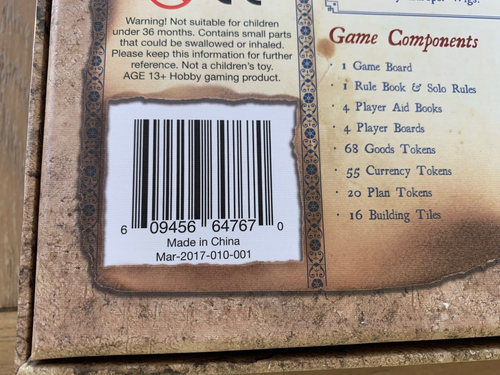 Warning! Not suitable for children
under 36 months. Contains small parts
that could be swallowed or inhaled.
Please keep this information for further
reference. Not a children's toy.
AGE 13+ Hobby gaming product.
6 09456 64767 0
Made in China
Mar-2017-010-001
Wigs.
Game Components
· 1 Game Board
· 1 Rule Book & Solo Rules
· 4 Player Aid Books
· 4 Player Boards
· 68 Goods Tokens
· 55 Currency Tokens
· 20 Plan Tokens
· 16 Building Tiles